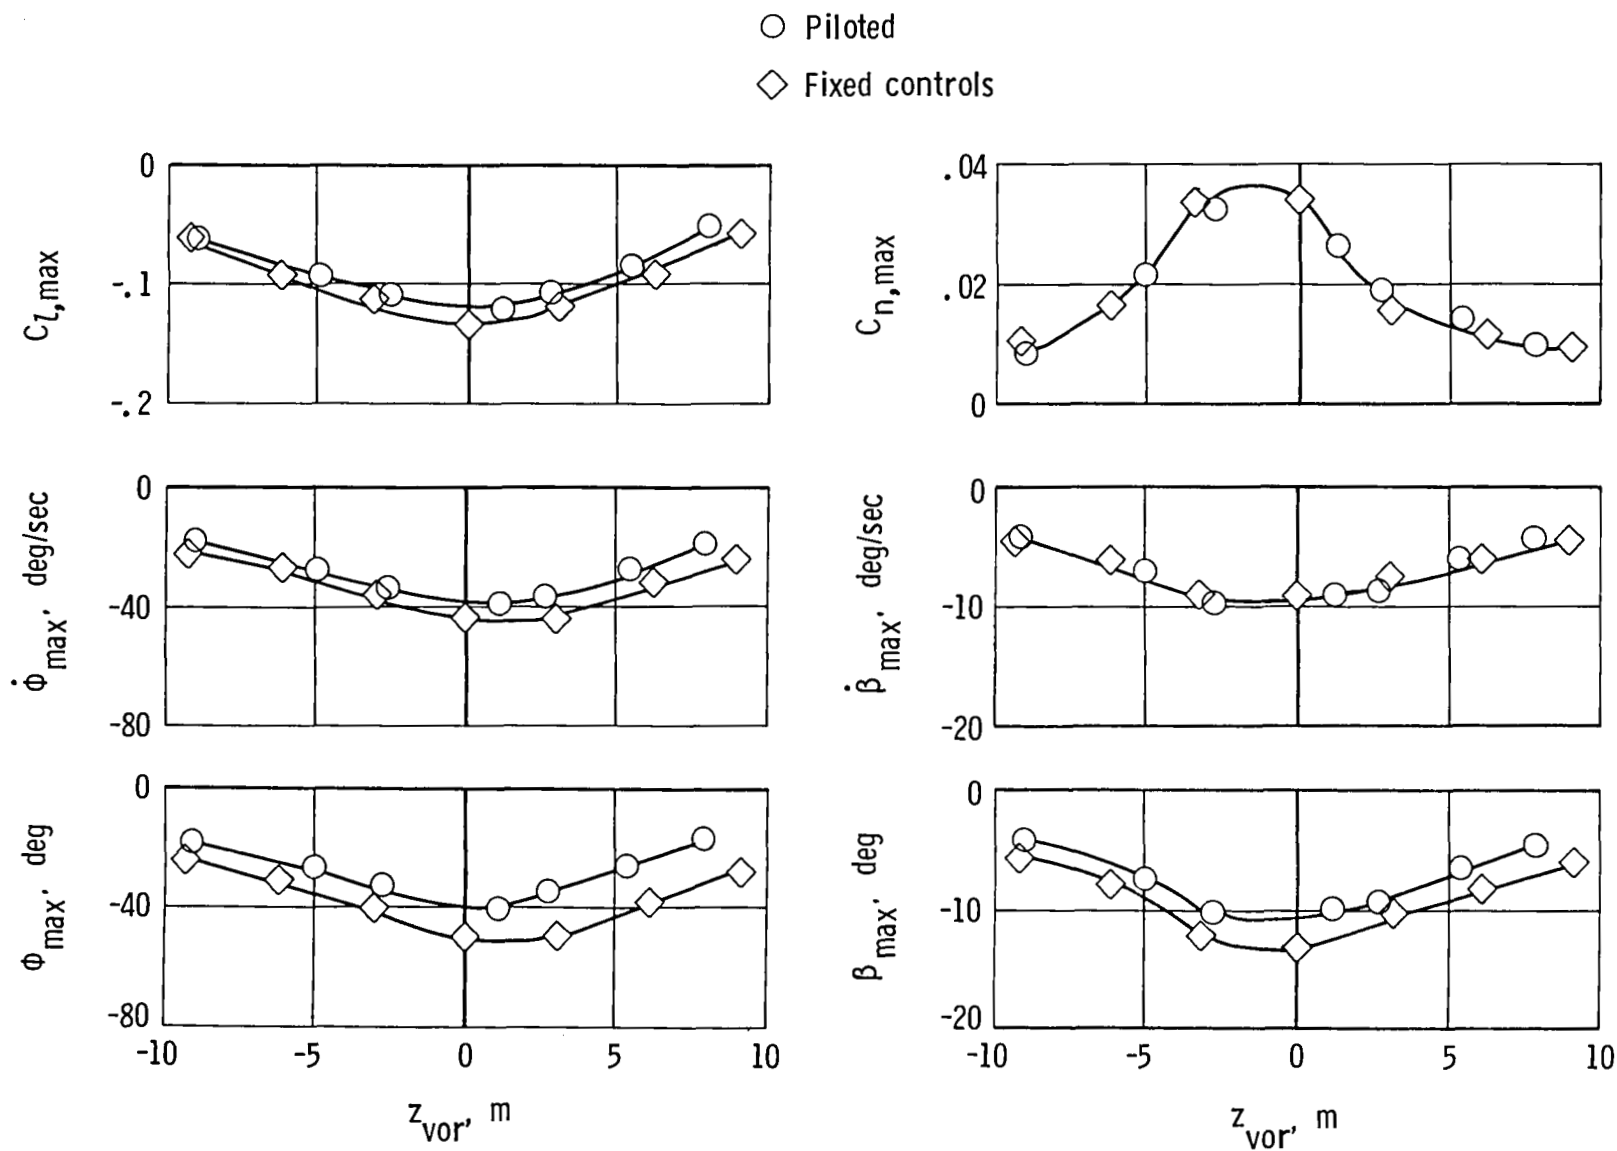 Piloted
Fixed controls
0
-.1
-.2
C_l,max
.04
.02
0
C_n,max
0
-40
-80
φ̇_max, deg/sec
0
-10
-20
β̇_max, deg/sec
0
-40
-80
φ_max, deg
-10 -5 0 5 10
z_vor, m
0
-10
-20
β_max, deg
-10 -5 0 5 10
z_vor, m